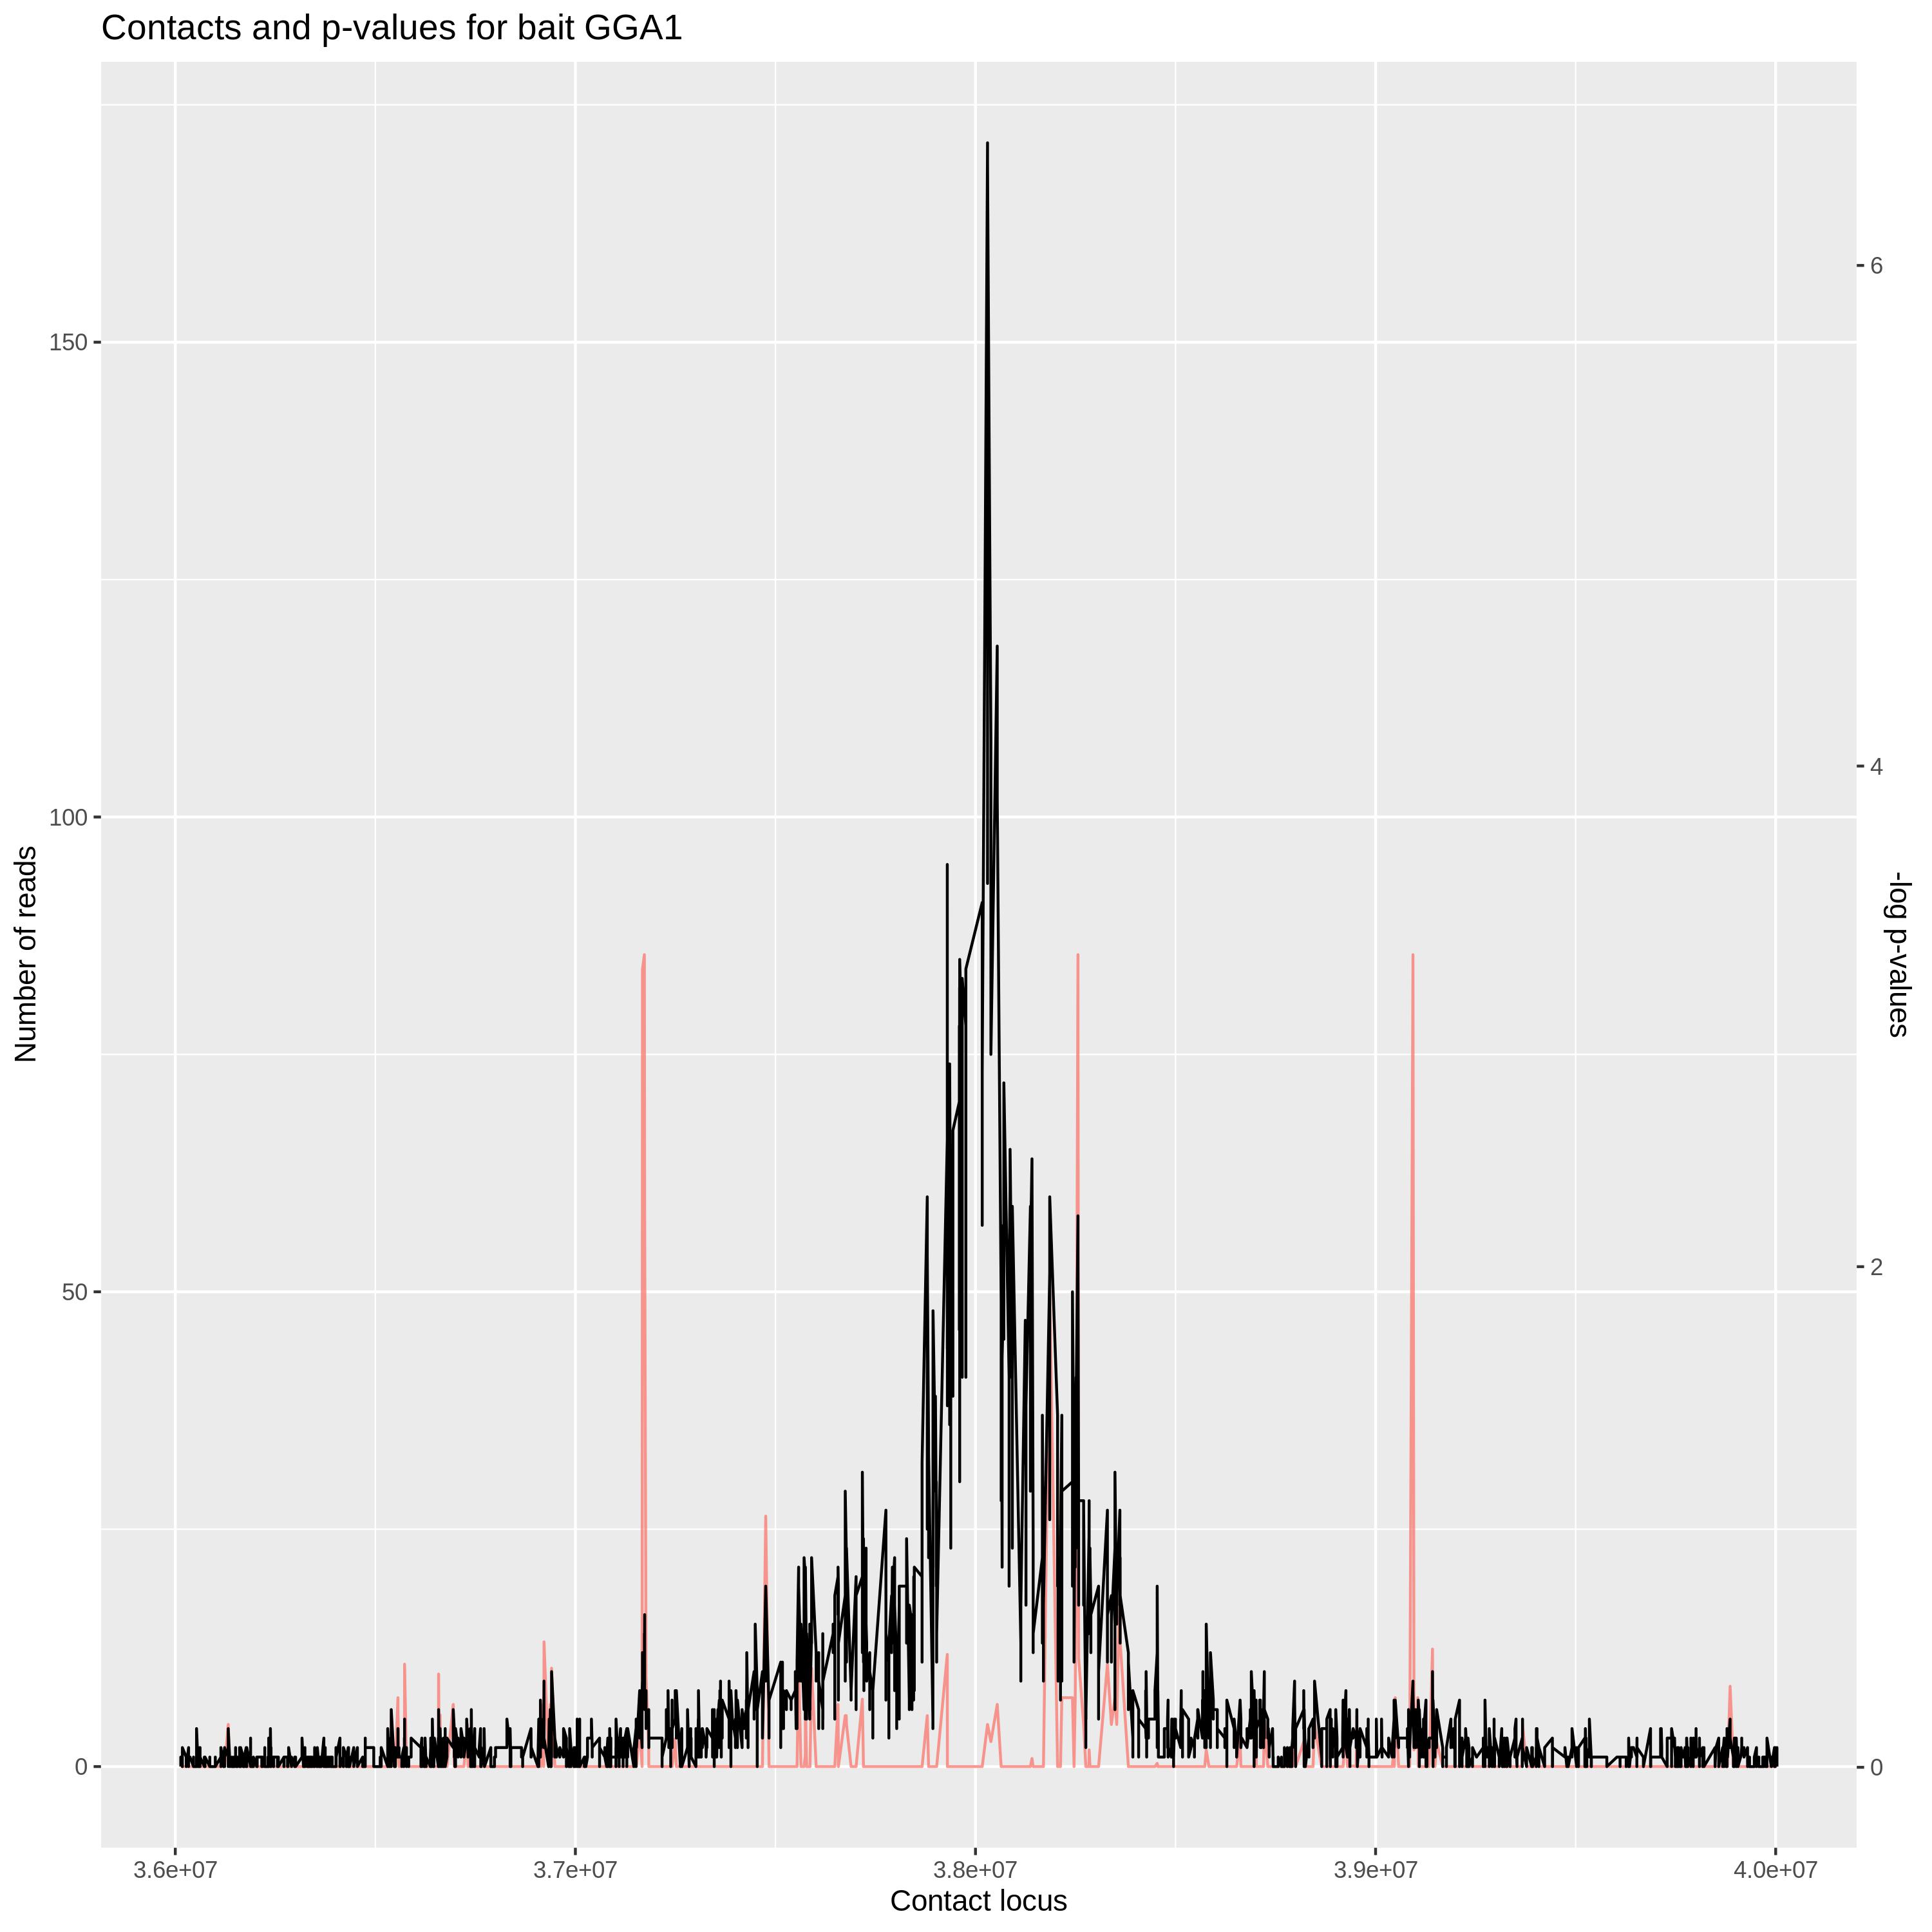 Contacts and p-values for bait GGA1
150
100
50
0
6
4
2
0
Number of reads
-log p-values
3.6e+07 3.7e+07 3.8e+07 3.9e+07 4.0e+07
Contact locus